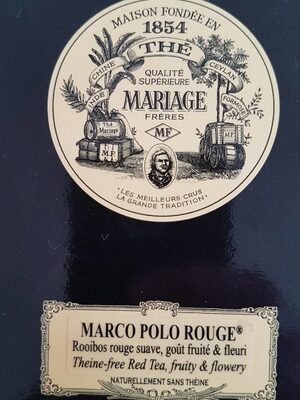 MAISON FONDÉE EN
1854
THÉ
CHINE
CEYLAN
INDE
FORMOSE
QUALITÉ
SUPÉRIEURE
MARIAGE
FRÈRES
MF
Thé
Mariage
MF
MF
•LES MEILLEURS CRUS•
LA GRANDE TRADITION•
MARCO POLO ROUGE®
Rooibos rouge suave, goût fruité & fleuri
Theine-free Red Tea, fruity & flowery
NATURELLEMENT SANS THÉINE